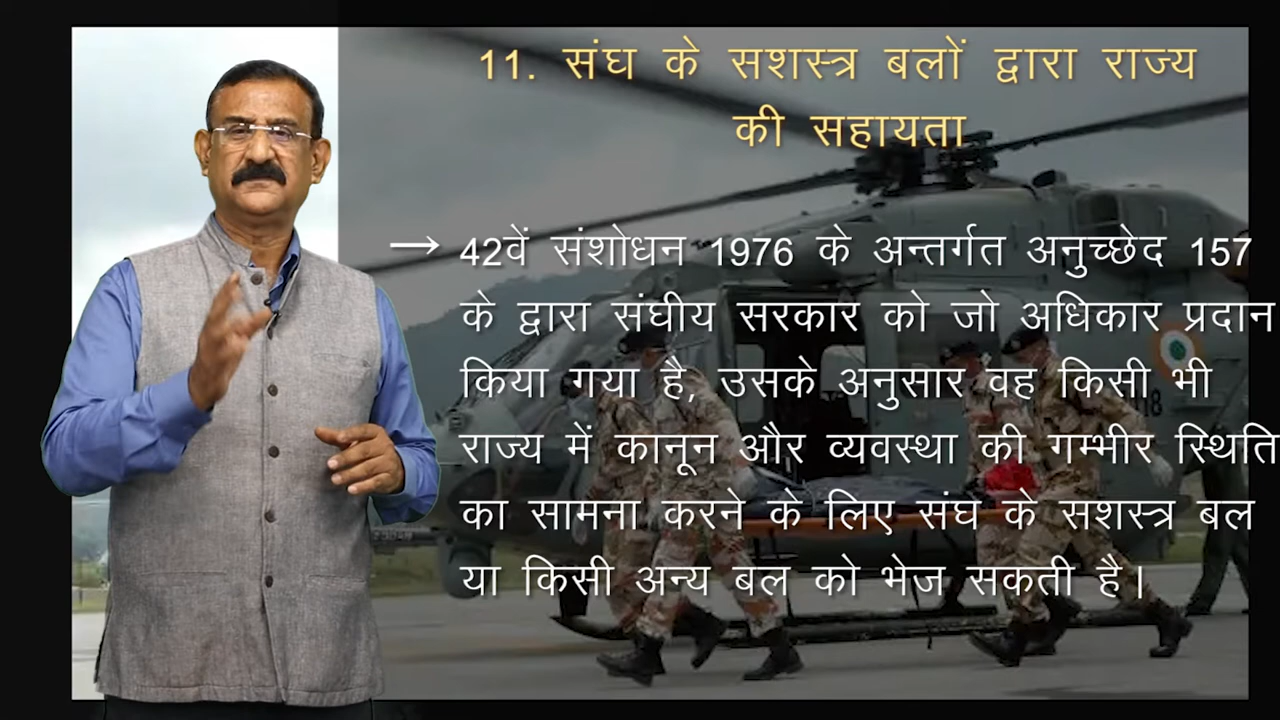 11. संघ के सशस्त्र बलों द्वारा राज्य
की सहायता
→ 42वें संशोधन 1976 के अन्तर्गत अनुच्छेद 157
के द्वारा संघीय सरकार को जो अधिकार प्रदान
किया गया है, उसके अनुसार वह किसी भी
राज्य में कानून और व्यवस्था की गम्भीर स्थिति
का सामना करने के लिए संघ के सशस्त्र बल
या किसी अन्य बल को भेज सकती है।